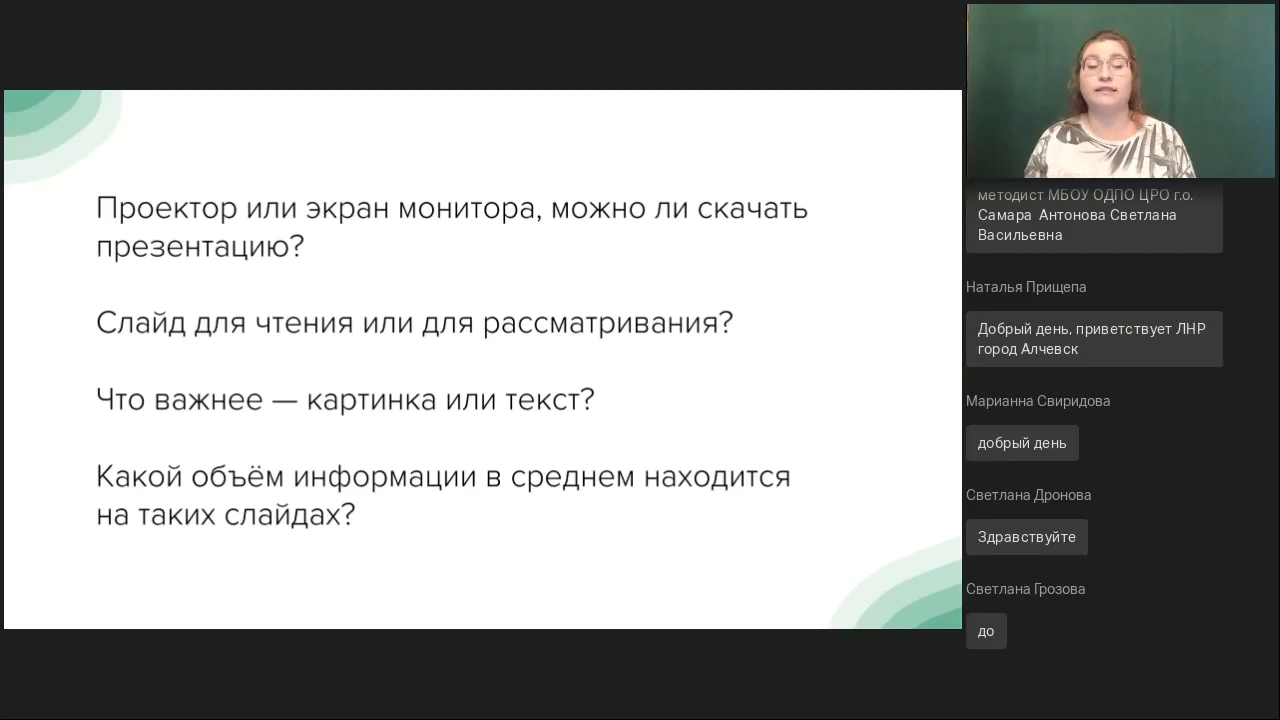 Проектор или экран монитора, можно ли скачать
презентацию?
Слайд для чтения или для рассматривания?
Что важнее — картинка или текст?
Какой объём информации в среднем находится
на таких слайдах?
методист МБОУ ОДПО ЦРО г.о.
Самара Антонова Светлана
Васильевна
Наталья Прищепа
Добрый день, приветствует ЛНР
город Алчевск
Марианна Свиридова
добрый день
Светлана Дронова
Здравствуйте
Светлана Грозова
до